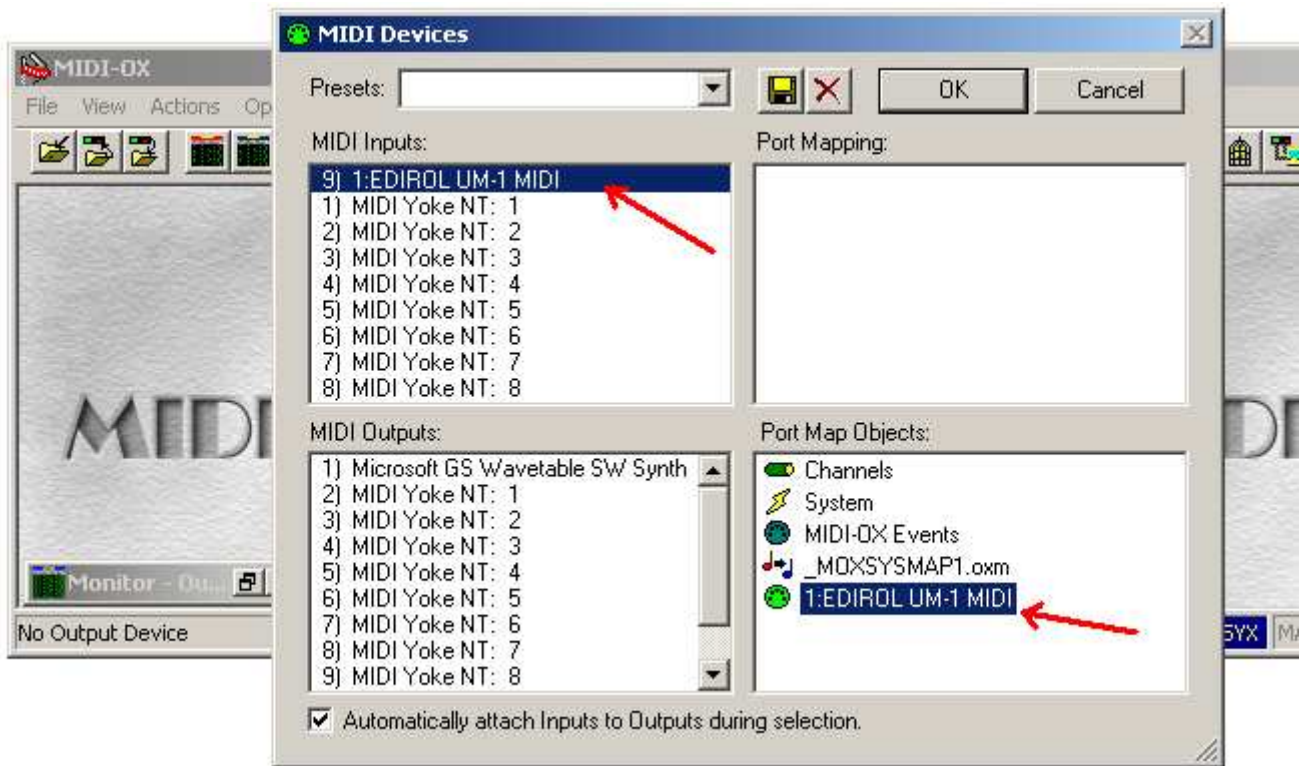 MIDI Devices
MIDI-OX
File View Actions Op
Presets:
OK
Cancel
MIDI Inputs:
9) 1:EDIROL UM-1 MIDI
1) MIDI Yoke NT: 1
2) MIDI Yoke NT: 2
3) MIDI Yoke NT: 3
4) MIDI Yoke NT: 4
5) MIDI Yoke NT: 5
6) MIDI Yoke NT: 6
7) MIDI Yoke NT: 7
8) MIDI Yoke NT: 8
Port Mapping:
MIDI
DI
MIDI Outputs:
1) Microsoft GS Wavetable SW Synth
2) MIDI Yoke NT: 1
3) MIDI Yoke NT: 2
4) MIDI Yoke NT: 3
5) MIDI Yoke NT: 4
6) MIDI Yoke NT: 5
7) MIDI Yoke NT: 6
8) MIDI Yoke NT: 7
9) MIDI Yoke NT: 8
Port Map Objects:
Channels
System
MIDI-OX Events
_MOXSYSMAP1.oxm
1:EDIROL UM-1 MIDI
Monitor - Ou...
No Output Device
SYX
MA
Automatically attach Inputs to Outputs during selection.